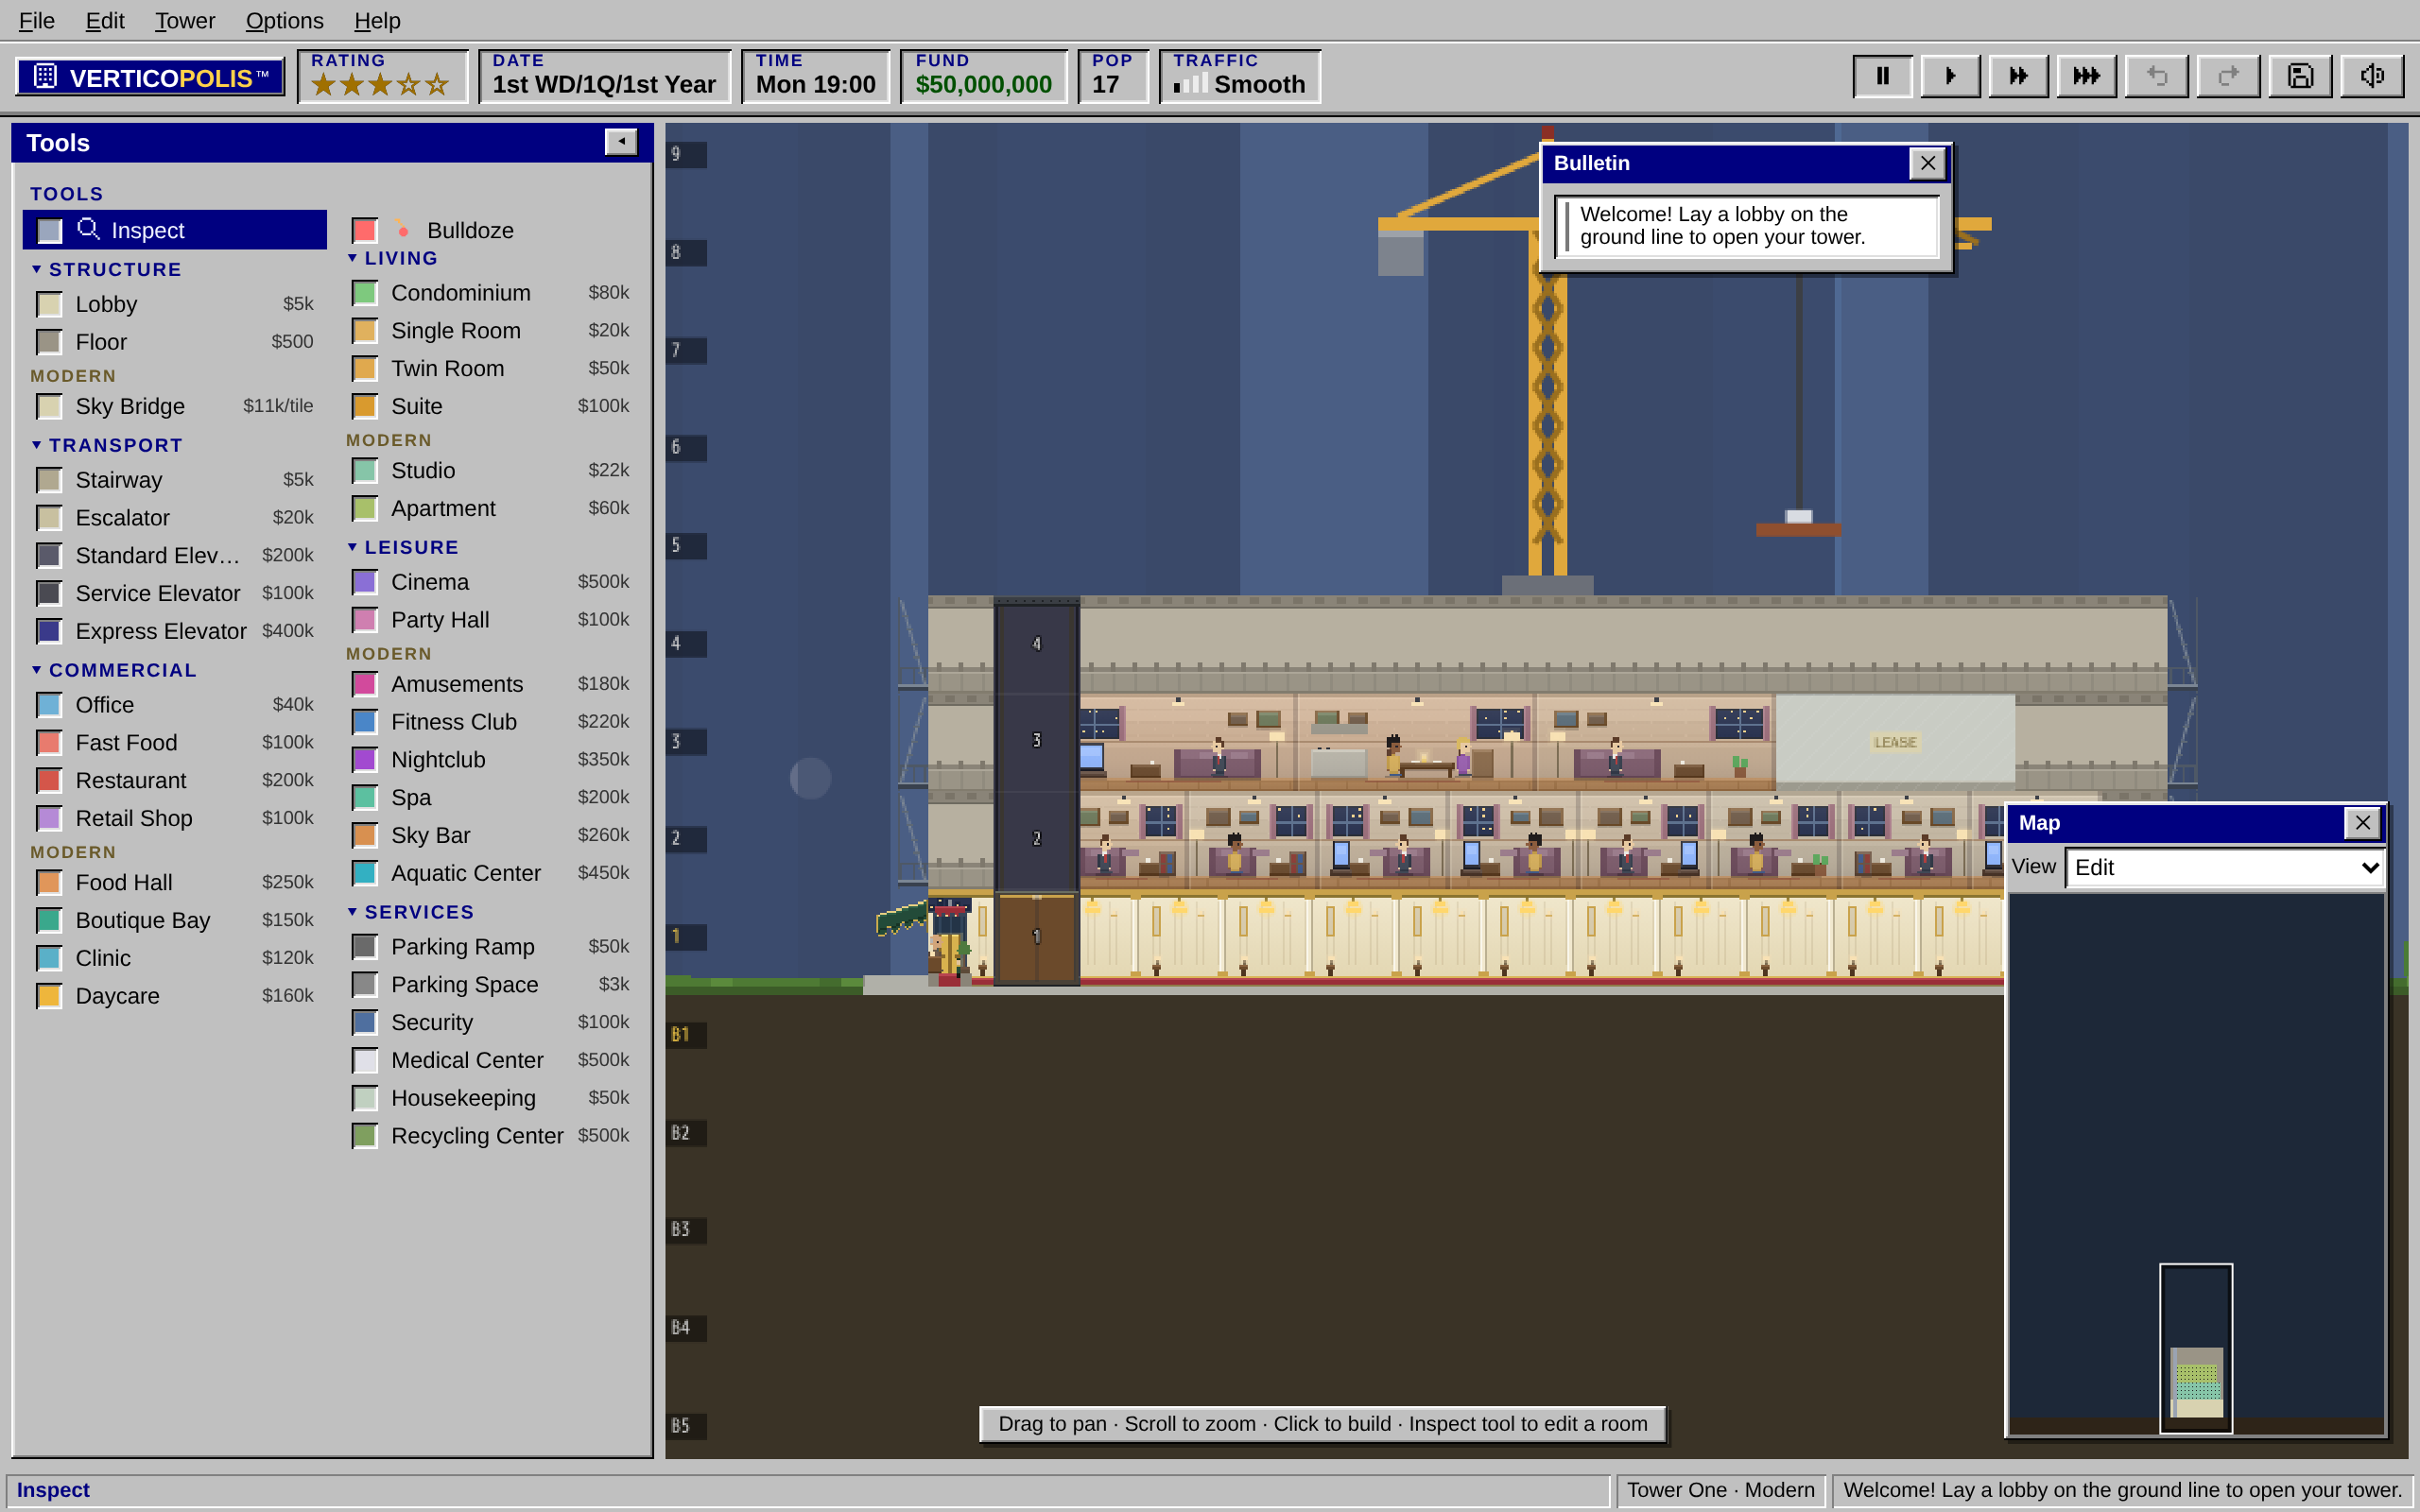 File Edit Tower Options Help
VERTICOPOLIS™
RATING
DATE
1st WD/1Q/1st Year
TIME
Mon 19:00
FUND
$50,000,000
POP
17
TRAFFIC
Smooth
Tools
TOOLS
Inspect
STRUCTURE
Lobby $5k
Floor $500
MODERN
Sky Bridge $11k/tile
TRANSPORT
Stairway $5k
Escalator $20k
Standard Elev… $200k
Service Elevator $100k
Express Elevator $400k
COMMERCIAL
Office $40k
Fast Food $100k
Restaurant $200k
Retail Shop $100k
MODERN
Food Hall $250k
Boutique Bay $150k
Clinic $120k
Daycare $160k
Bulldoze
LIVING
Condominium $80k
Single Room $20k
Twin Room $50k
Suite $100k
MODERN
Studio $22k
Apartment $60k
LEISURE
Cinema $500k
Party Hall $100k
MODERN
Amusements $180k
Fitness Club $220k
Nightclub $350k
Spa $200k
Sky Bar $260k
Aquatic Center $450k
SERVICES
Parking Ramp $50k
Parking Space $3k
Security $100k
Medical Center $500k
Housekeeping $50k
Recycling Center $500k
9
8
7
6
5
4
3
2
1
B1
B2
B3
B4
B5
4
3
2
1
LEASE
Bulletin
Welcome! Lay a lobby on the
ground line to open your tower.
Map
View Edit
Drag to pan · Scroll to zoom · Click to build · Inspect tool to edit a room
Inspect
Tower One · Modern
Welcome! Lay a lobby on the ground line to open your tower.